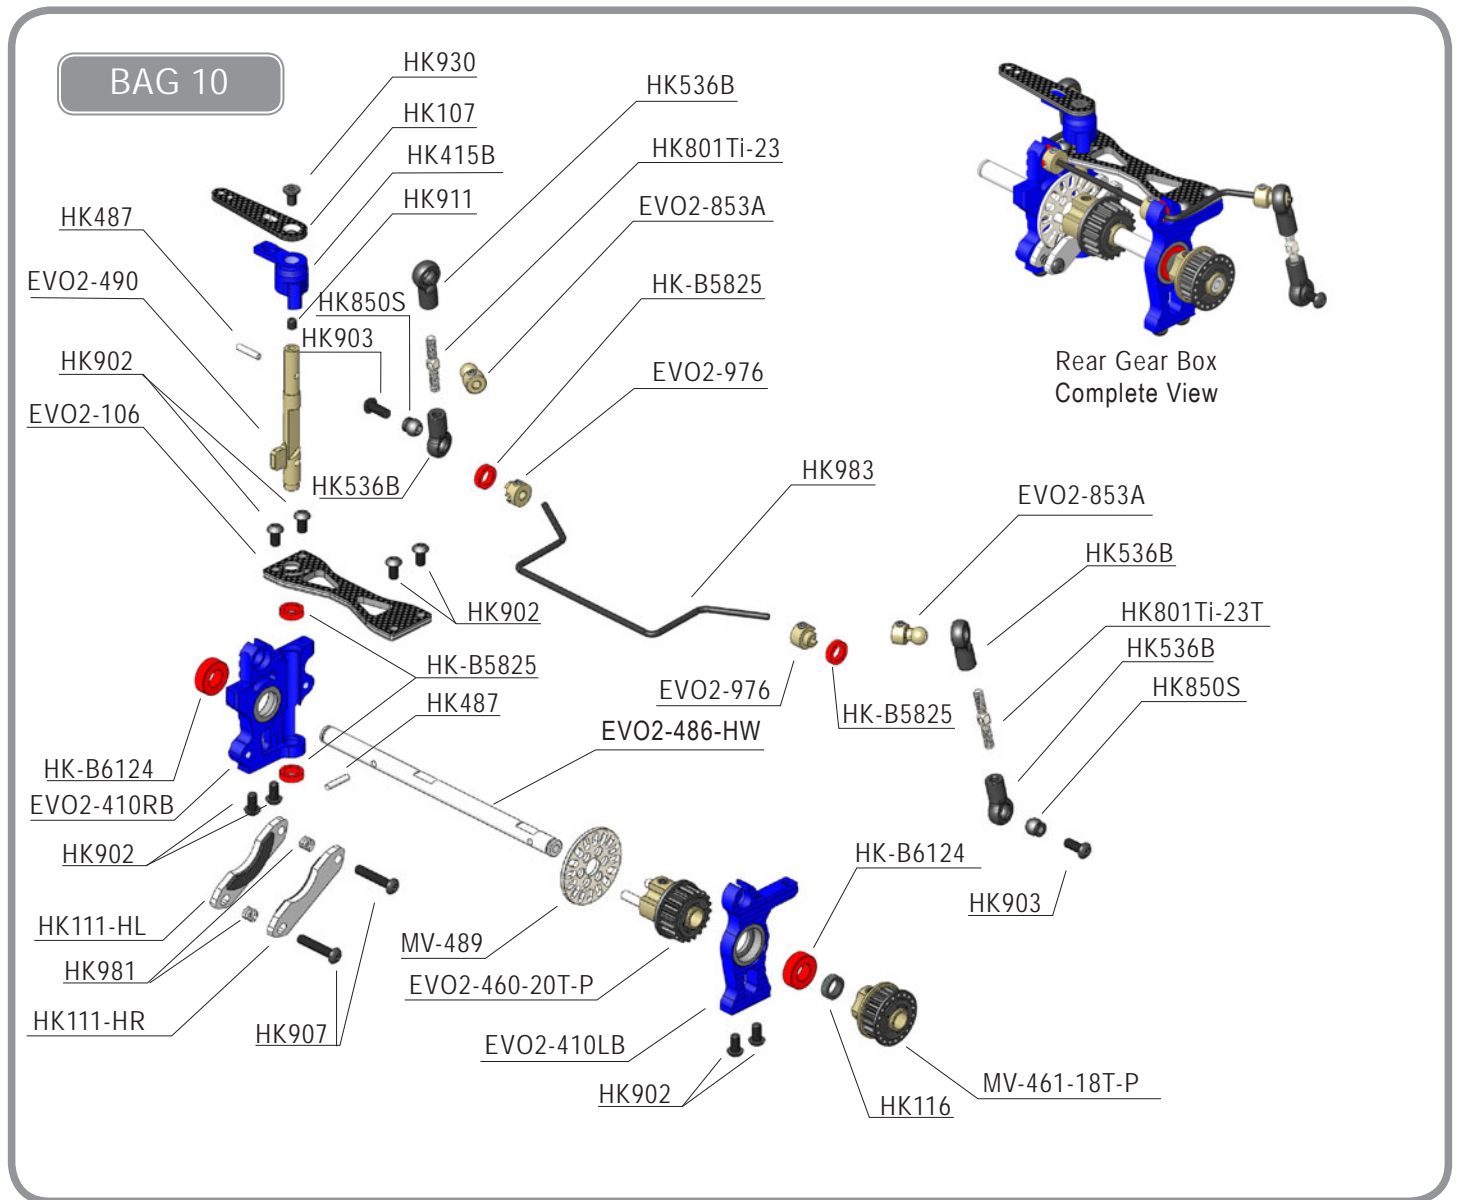 BAG 10
HK930
HK107
HK415B
HK911
HK487
EVO2-490
HK902
EVO2-106
HK850S
HK903
HK536B
HK801Ti-23
EVO2-853A
HK-B5825
EVO2-976
HK536B
HK983
Rear Gear Box
Complete View
EVO2-853A
HK536B
HK801Ti-23T
HK536B
HK850S
HK902
HK-B5825
HK487
EVO2-486-HW
EVO2-976
HK-B5825
HK-B6124
EVO2-410RB
HK902
HK111-HL
HK981
HK111-HR
HK907
MV-489
EVO2-460-20T-P
EVO2-410LB
HK902
HK-B6124
HK903
MV-461-18T-P
HK116